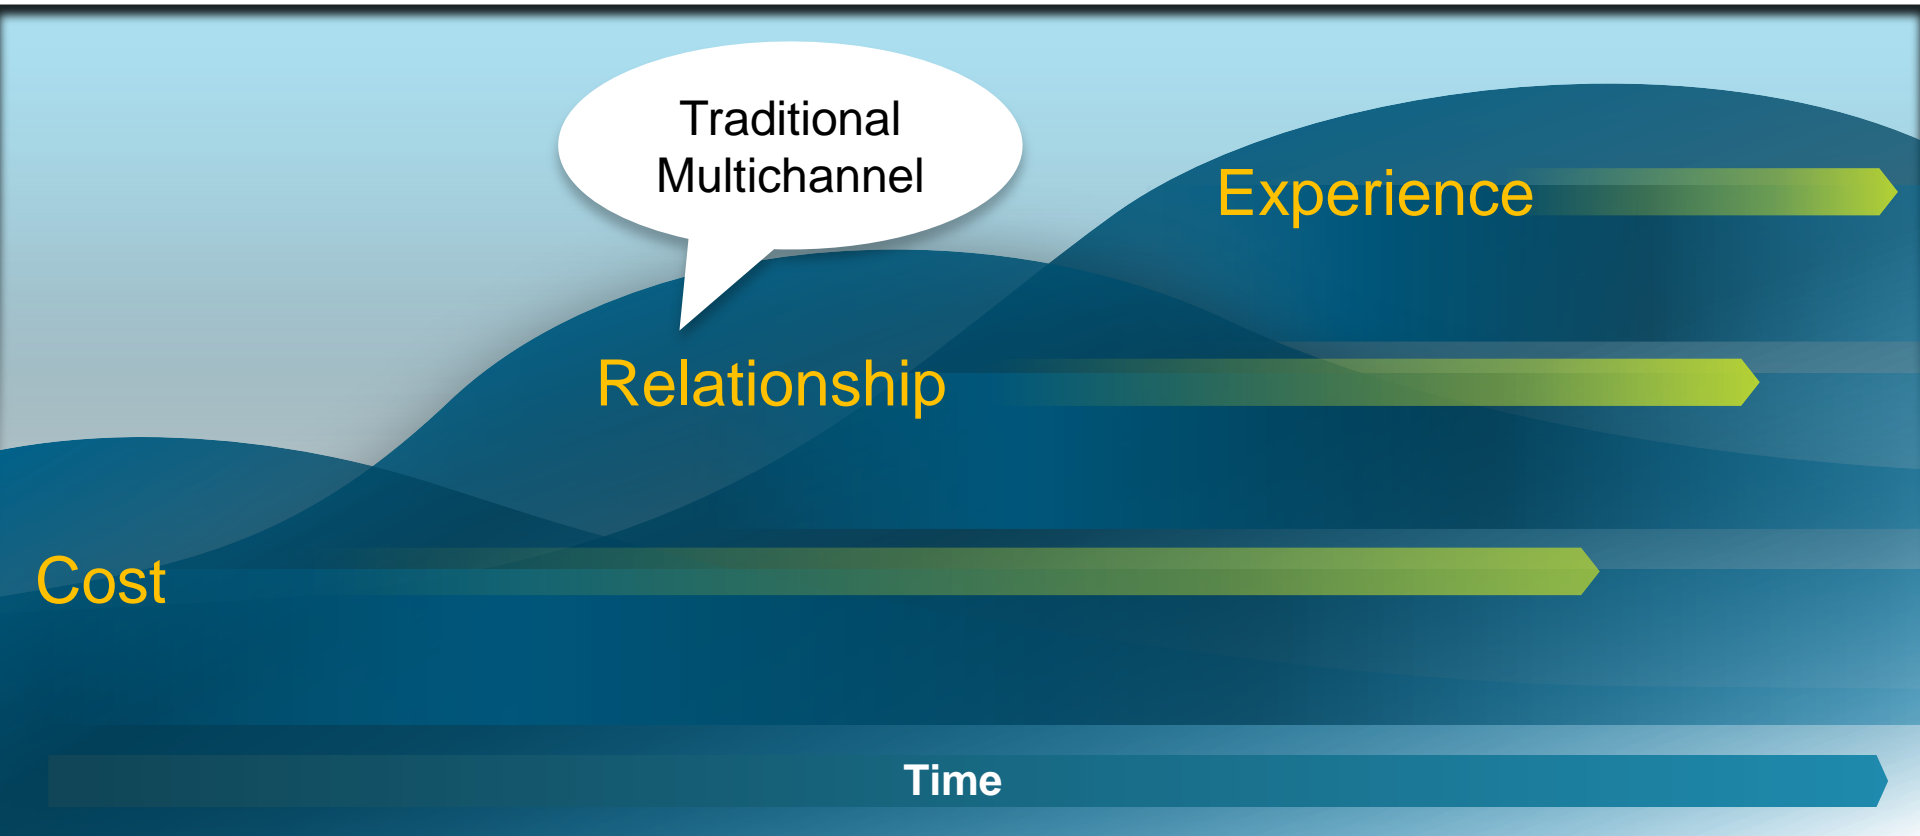 Traditional
Multichannel
Experience
Relationship
Cost
Time